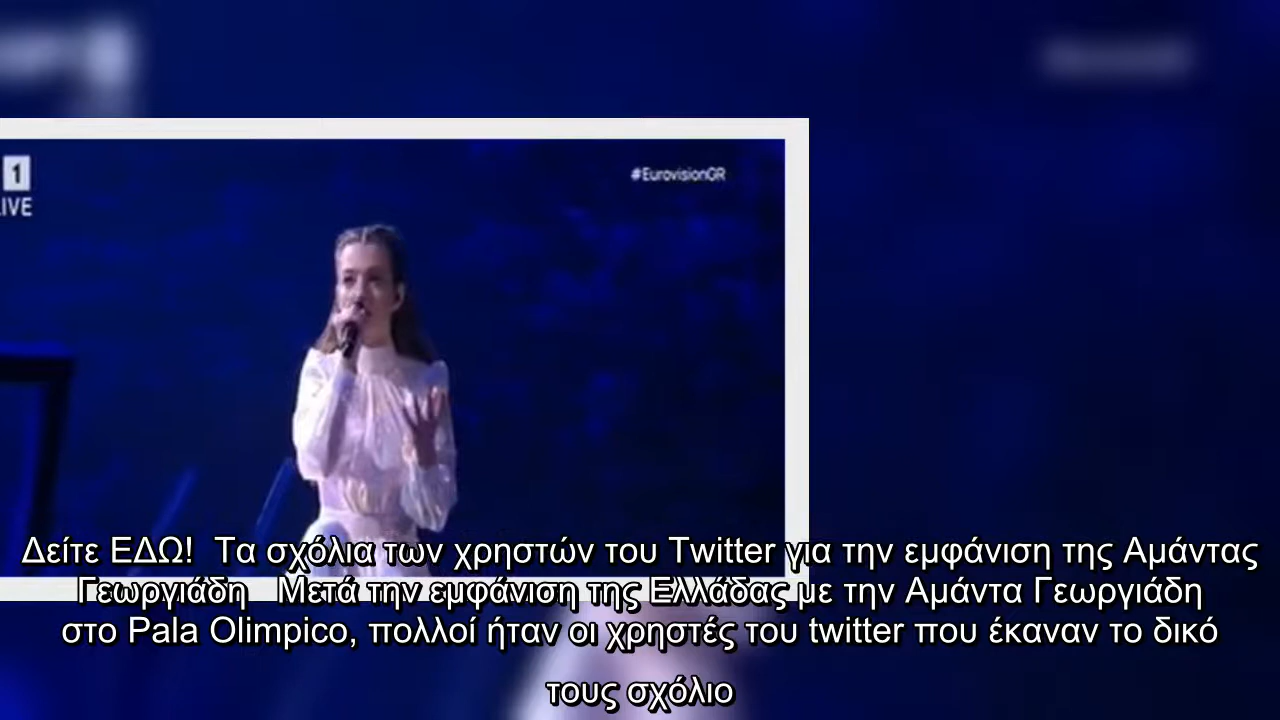 1
LIVE
#EurovisionGR
Δείτε ΕΔΩ!  Τα σχόλια των χρηστών του Twitter για την εμφάνιση της Αμάντας
Γεωργιάδη   Μετά την εμφάνιση της Ελλάδας με την Αμάντα Γεωργιάδη
στο Pala Olimpico, πολλοί ήταν οι χρηστές του twitter που έκαναν το δικό
τους σχόλιο